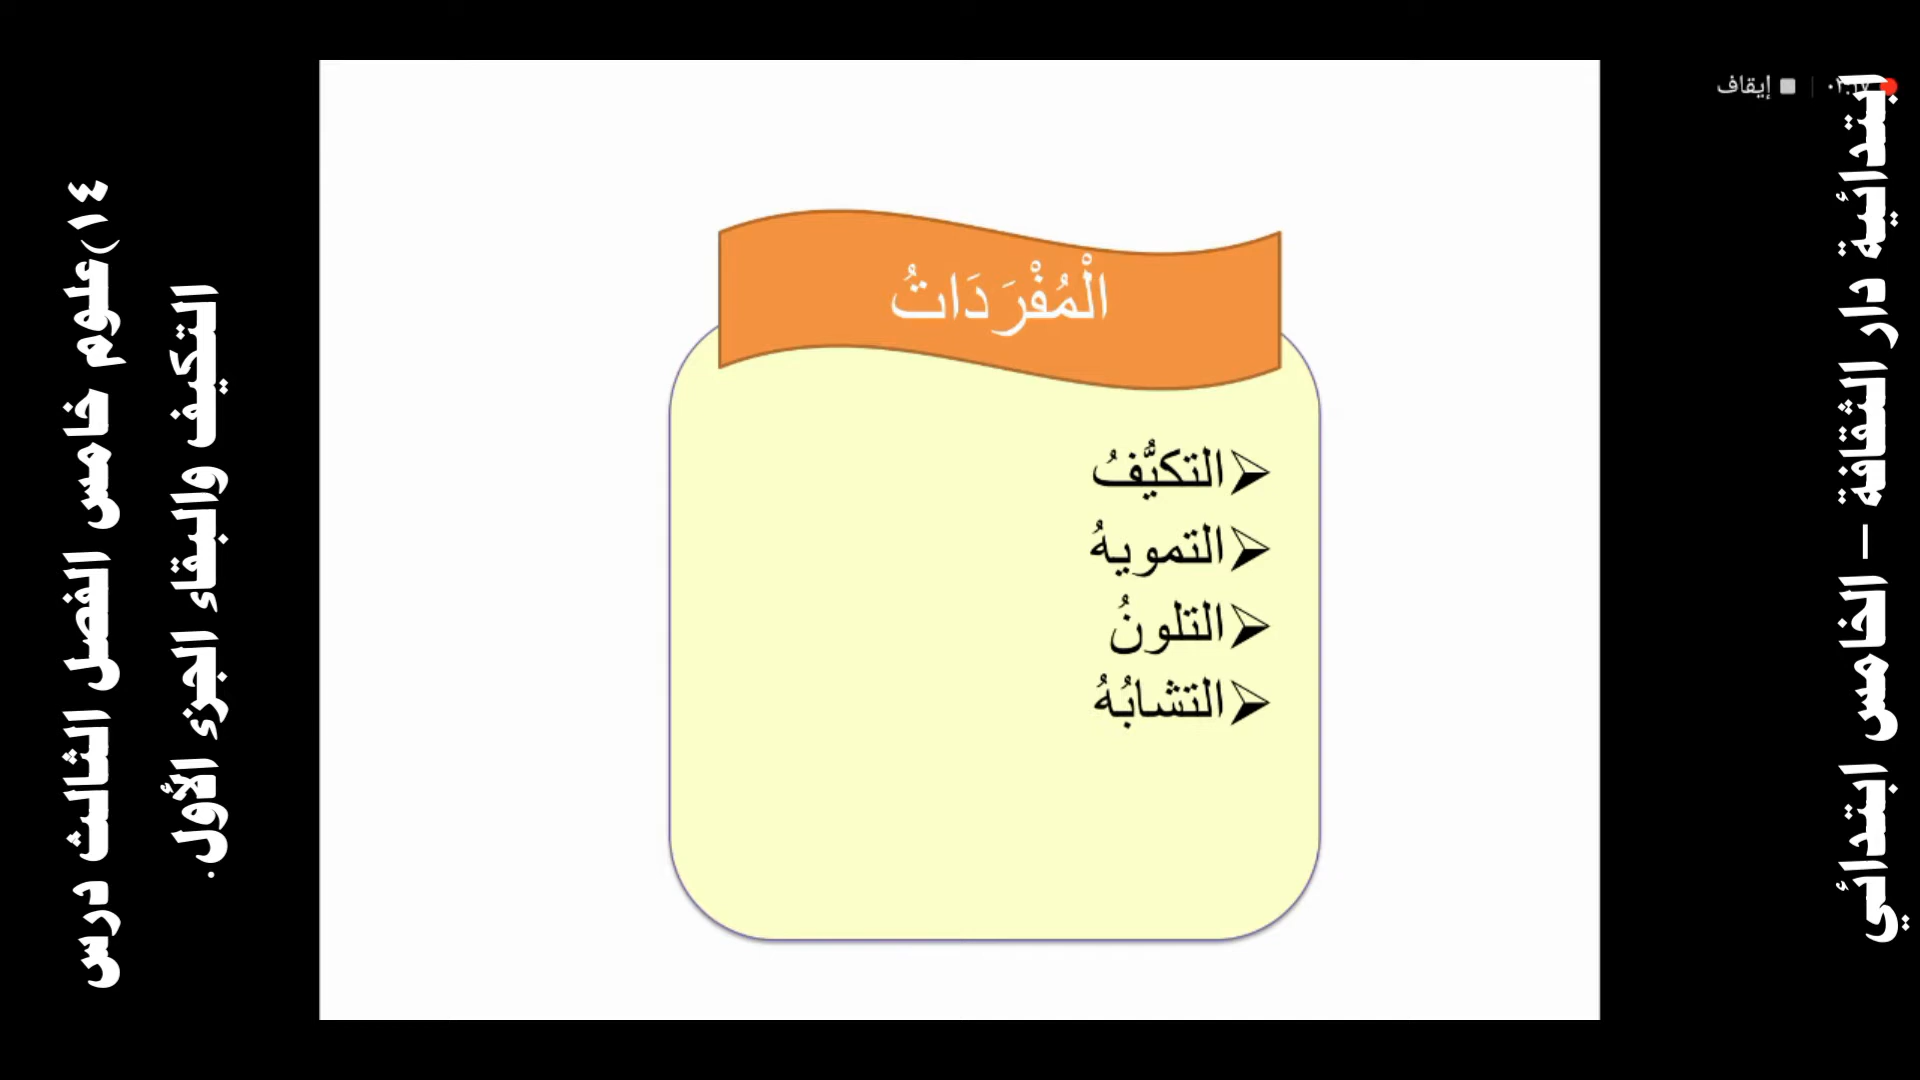 ابتدائية دار الثقافة – الخامس ابتدائي
إيقاف
الْمُفْرَدَاتُ
التكيُّفُ
التمويهُ
التلونُ
التشابُهُ
١٤)علوم خامس الفصل الثالث درس
التكيف والبقاء الجزء الأول.